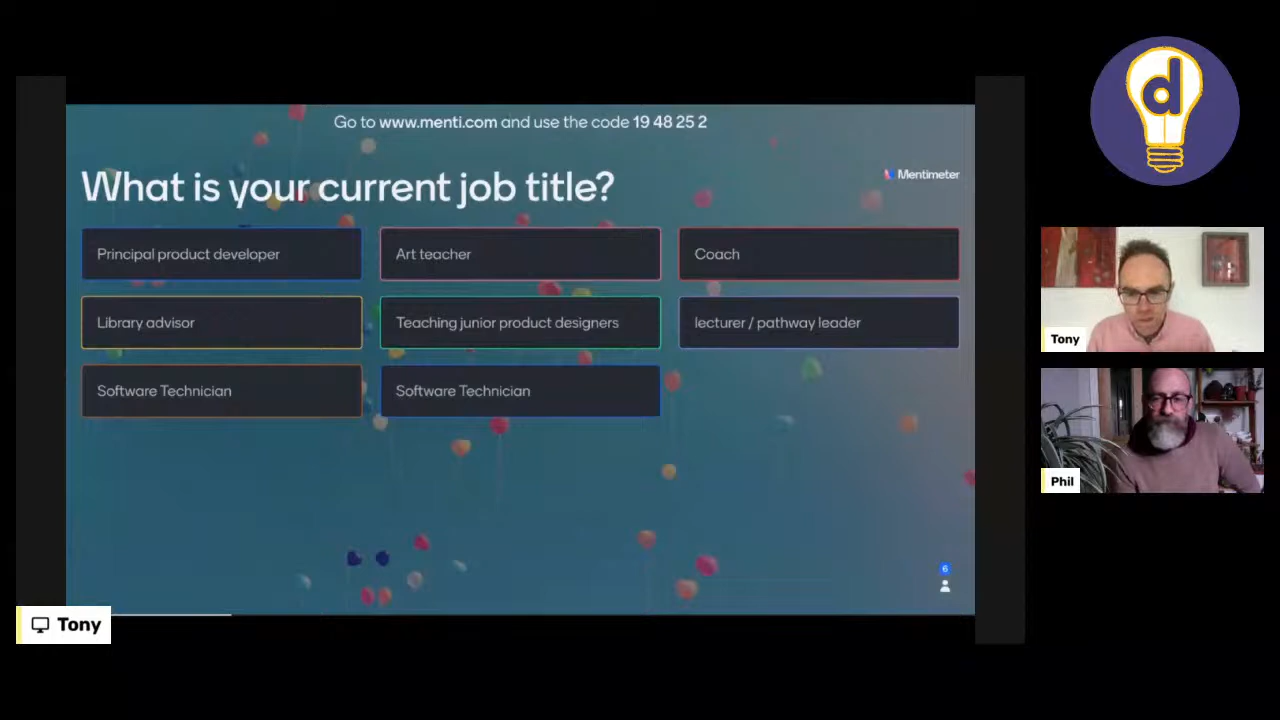 Go to www.menti.com and use the code 19 48 25 2
What is your current job title?
Mentimeter
Principal product developer
Art teacher
Coach
Library advisor
Teaching junior product designers
lecturer / pathway leader
Software Technician
Software Technician
6
Tony
d
Tony
Phil